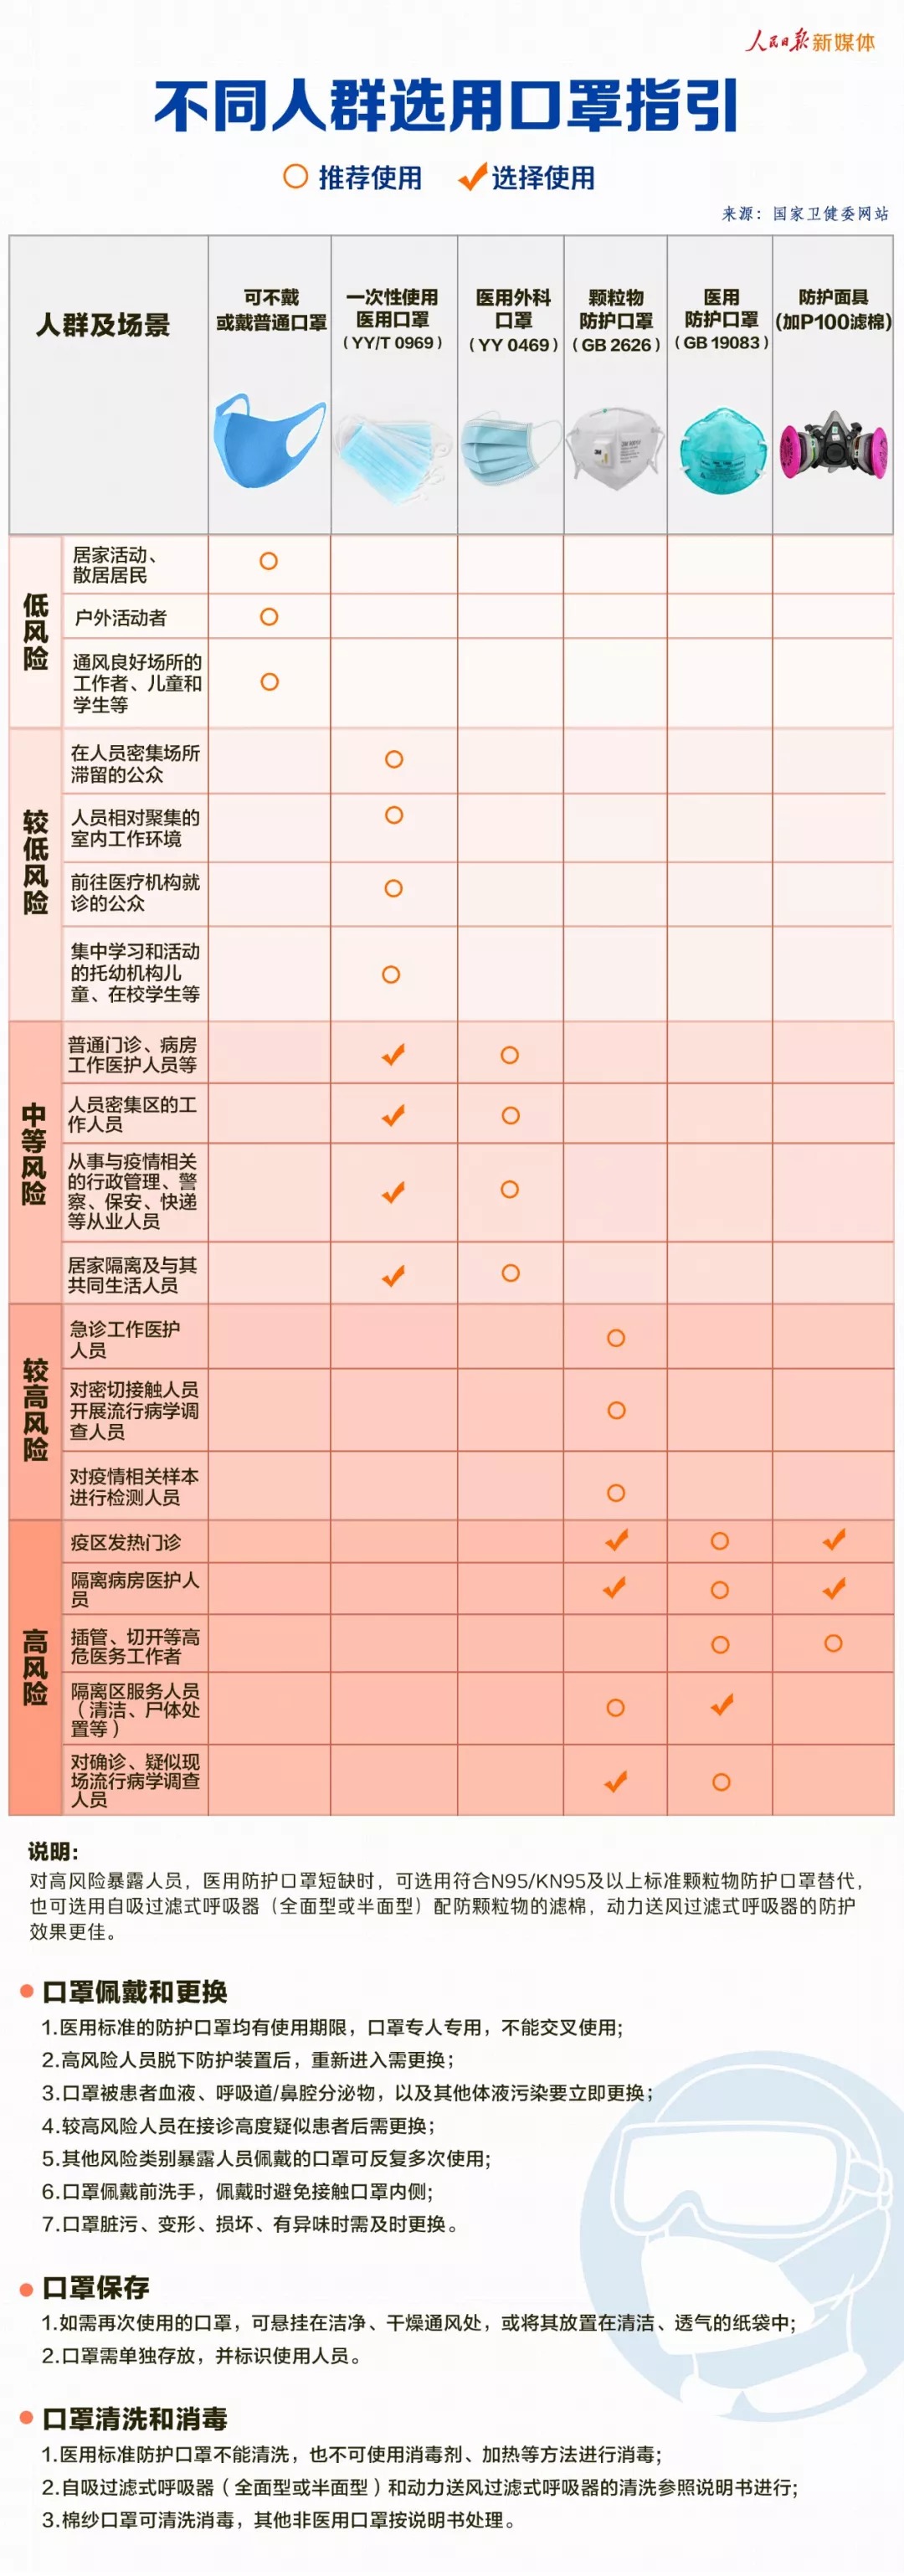 人民日报 新媒体
不同人群选用口罩指引
推荐使用 选择使用
来源：国家卫健委网站
人群及场景
可不戴
或戴普通口罩
一次性使用
医用口罩
（YY/T 0969）
医用外科
口罩
（YY 0469）
颗粒物
防护口罩
（GB 2626）
医用
防护口罩
（GB 19083）
防护面具
(加P100滤棉)
低风险
居家活动、
散居居民
户外活动者
通风良好场所的
工作者、儿童和
学生等
较低风险
在人员密集场所
滞留的公众
人员相对聚集的
室内工作环境
前往医疗机构就
诊的公众
集中学习和活动
的托幼机构儿
童、在校学生等
中等风险
普通门诊、病房
工作医护人员等
人员密集区的工
作人员
从事与疫情相关
的行政管理、警
察、保安、快递
等从业人员
居家隔离及与其
共同生活人员
较高风险
急诊工作医护
人员
对密切接触人员
开展流行病学调
查人员
对疫情相关样本
进行检测人员
高风险
疫区发热门诊
隔离病房医护人
员
插管、切开等高
危医务工作者
隔离区服务人员
（清洁、尸体处
置等）
对确诊、疑似现
场流行病学调查
人员
说明:
对高风险暴露人员，医用防护口罩短缺时，可选用符合N95/KN95及以上标准颗粒物防护口罩替代，
也可选用自吸过滤式呼吸器（全面型或半面型）配防颗粒物的滤棉，动力送风过滤式呼吸器的防护
效果更佳。
口罩佩戴和更换
1.医用标准的防护口罩均有使用期限，口罩专人专用，不能交叉使用；
2.高风险人员脱下防护装置后，重新进入需更换；
3.口罩被患者血液、呼吸道/鼻腔分泌物，以及其他体液污染要立即更换；
4.较高风险人员在接诊高度疑似患者后需更换；
5.其他风险类别暴露人员佩戴的口罩可反复多次使用；
6.口罩佩戴前洗手，佩戴时避免接触口罩内侧；
7.口罩脏污、变形、损坏、有异味时需及时更换。
口罩保存
1.如需再次使用的口罩，可悬挂在洁净、干燥通风处，或将其放置在清洁、透气的纸袋中；
2.口罩需单独存放，并标识使用人员。
口罩清洗和消毒
1.医用标准防护口罩不能清洗，也不可使用消毒剂、加热等方法进行消毒；
2.自吸过滤式呼吸器（全面型或半面型）和动力送风过滤式呼吸器的清洗参照说明书进行；
3.棉纱口罩可清洗消毒，其他非医用口罩按说明书处理。